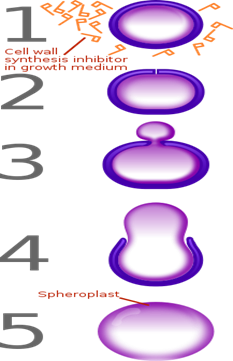 1
Cell wall
synthesis inhibitor
in growth medium
2
3
4
Spheroplast
5